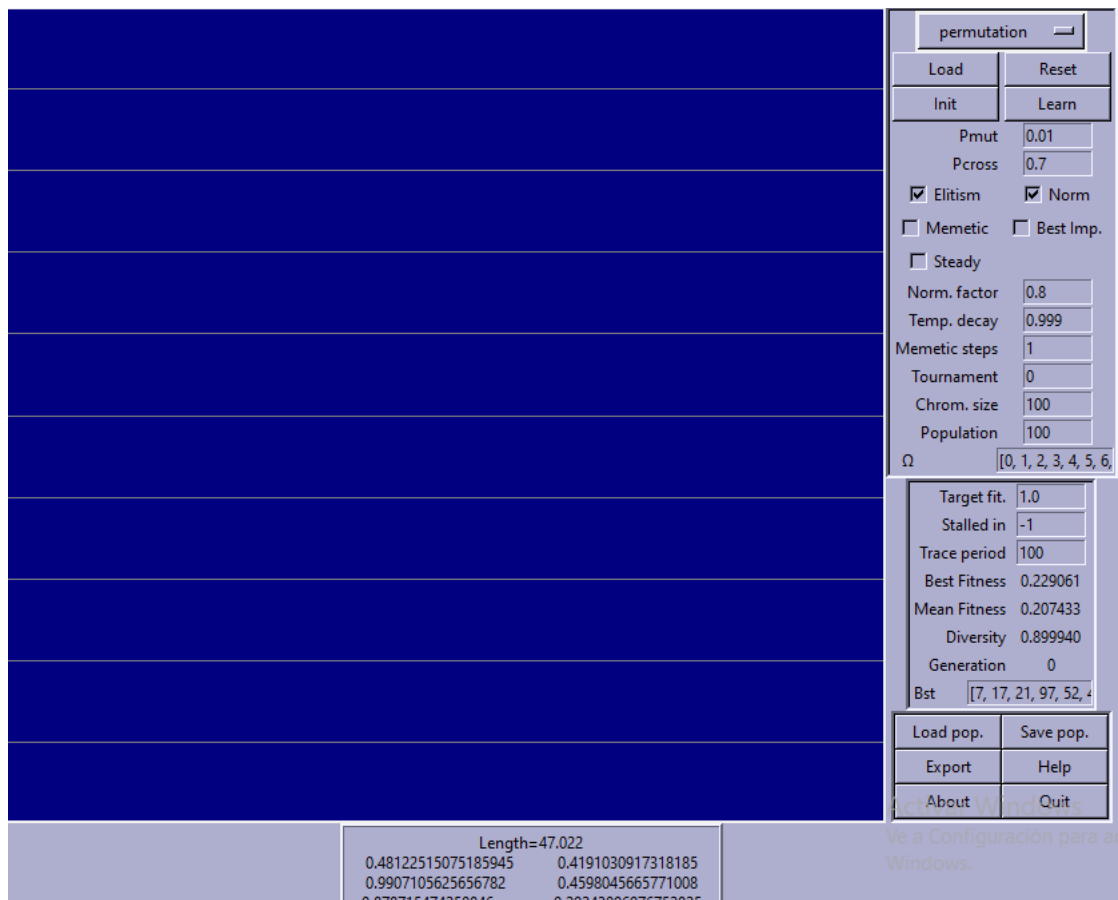 permutation
Load Reset
Init Learn
Pmut 0.01
Pcross 0.7
Elitism Norm
Memetic Best Imp.
Steady
Norm. factor 0.8
Temp. decay 0.999
Memetic steps 1
Tournament 0
Chrom. size 100
Population 100
Ω [0, 1, 2, 3, 4, 5, 6,
Target fit. 1.0
Stalled in -1
Trace period 100
Best Fitness 0.229061
Mean Fitness 0.207433
Diversity 0.899940
Generation 0
Bst [7, 17, 21, 97, 52,
Load pop. Save pop.
Export Help
About Quit
Activar Windows
Ve a Configuración para
Windows.
Length=47.022
0.48122515075185945 0.4191030917318185
0.9907105625656782 0.4598045665771008